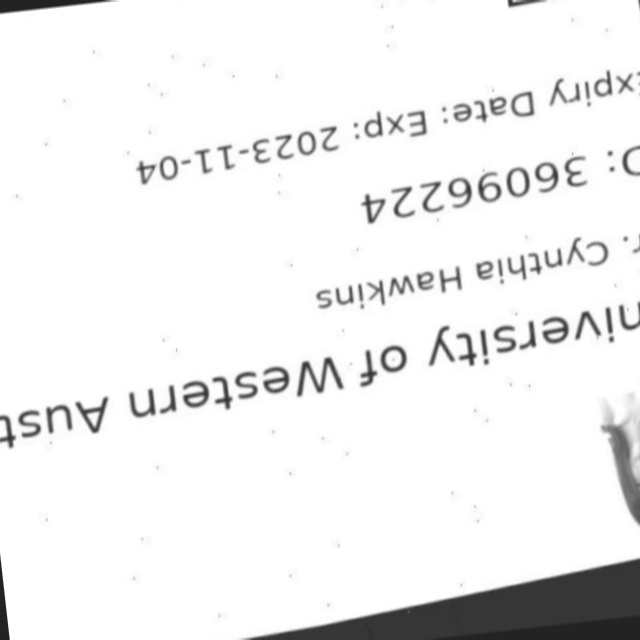 niversity of Western Aust
r. Cynthia Hawkins
D: 36096224
xpiry Date: Exp: 2023-11-04